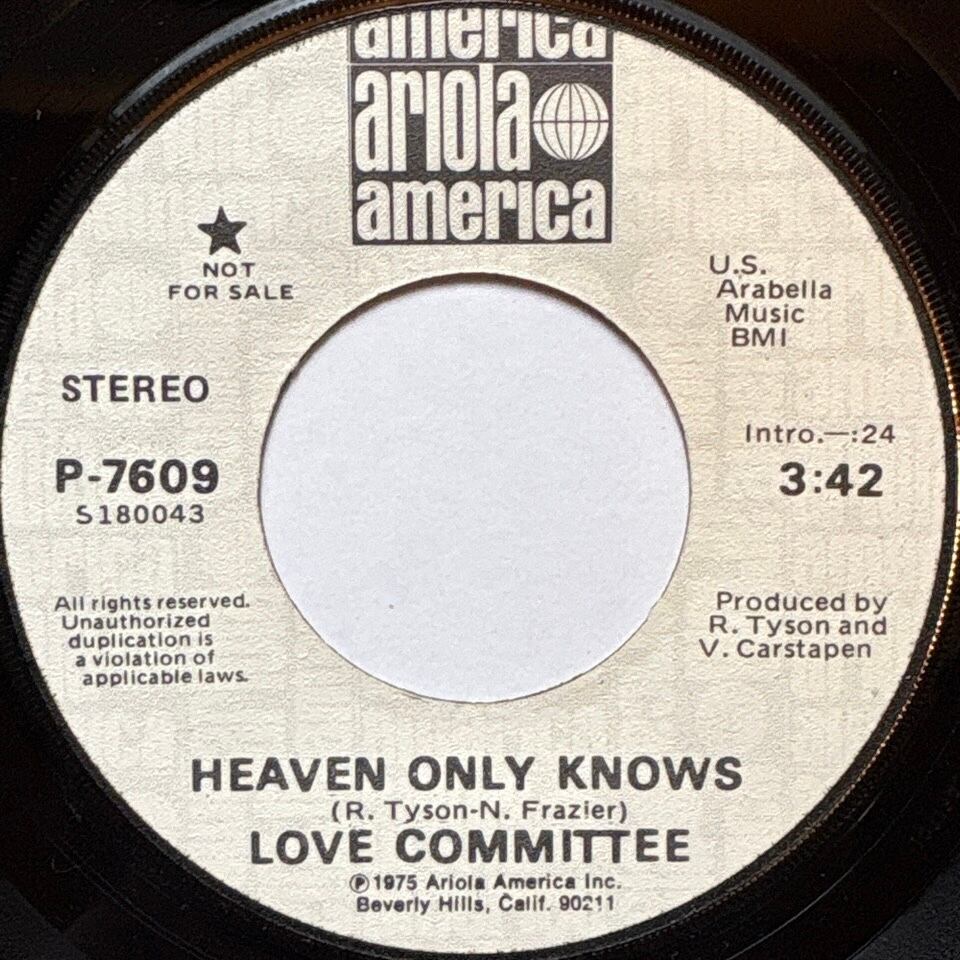 america
ariola
america
★
NOT
FOR SALE
U.S.
Arabella
Music
BMI
STEREO
P-7609
S180043
Intro.—:24
3:42
All rights reserved.
Unauthorized
duplication is
a violation of
applicable laws.
Produced by
R. Tyson and
V. Carstapen
HEAVEN ONLY KNOWS
(R. Tyson-N. Frazier)
LOVE COMMITTEE
Ⓟ1975 Ariola America Inc.
Beverly Hills, Calif. 90211